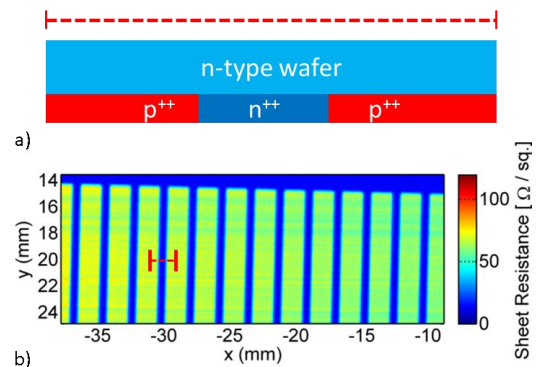 n-type wafer
p++ n++ p++
a)
14
16
18
20
22
24
y (mm)
-35 -30 -25 -20 -15 -10
x (mm)
100
50
0
Sheet Resistance [ Ω / sq.]
b)